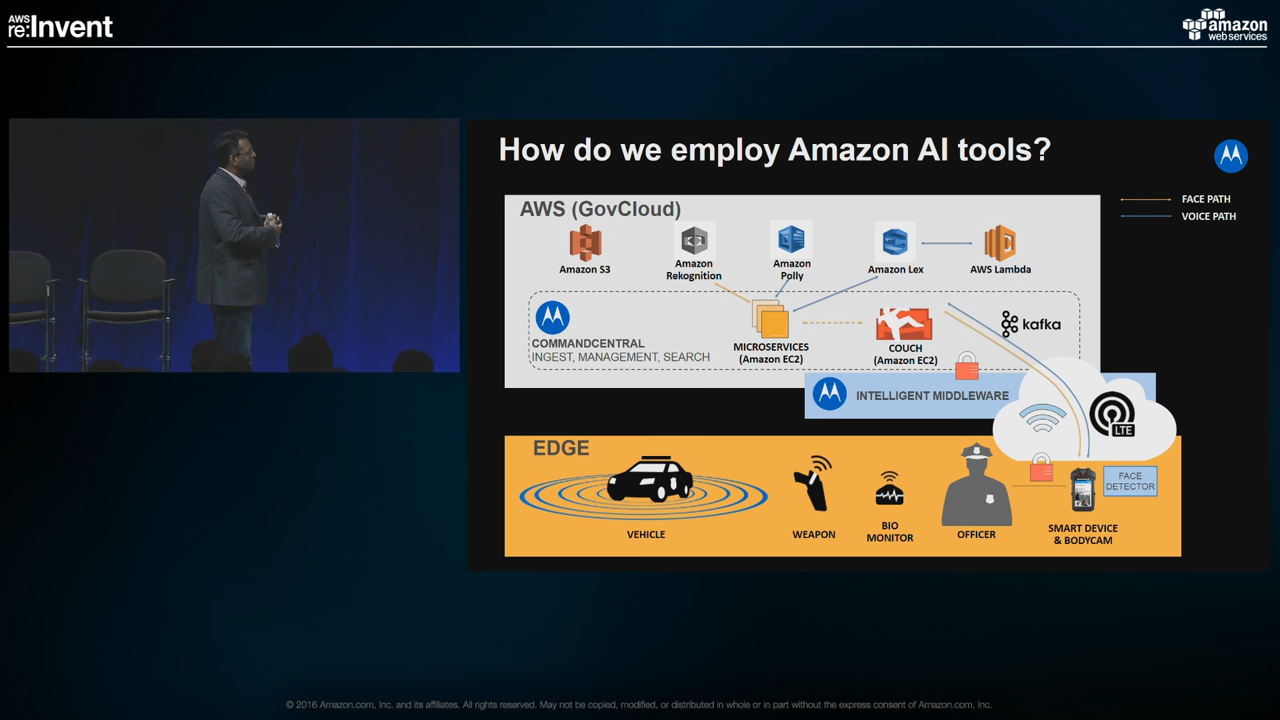 AWS
re:Invent
amazon
web services
How do we employ Amazon AI tools?
AWS (GovCloud)
FACE PATH
VOICE PATH
Amazon S3
Amazon
Rekognition
Amazon
Polly
Amazon Lex
AWS Lambda
COMMANDCENTRAL
INGEST, MANAGEMENT, SEARCH
MICROSERVICES
(Amazon EC2)
COUCH
(Amazon EC2)
kafka
INTELLIGENT MIDDLEWARE
LTE
EDGE
FACE
DETECTOR
VEHICLE
WEAPON
BIO
MONITOR
OFFICER
SMART DEVICE
& BODYCAM
© 2016 Amazon.com, Inc. and its affiliates. All rights reserved. May not be copied, modified, or distributed in whole or in part without the express consent of Amazon.com, Inc.